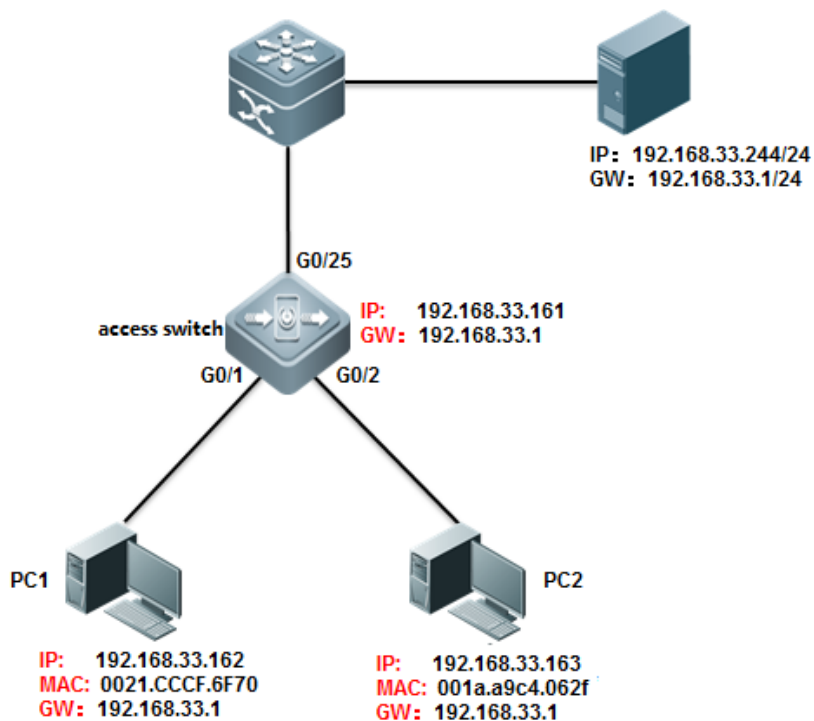 IP: 192.168.33.244/24
GW: 192.168.33.1/24
G0/25
access switch
IP: 192.168.33.161
GW: 192.168.33.1
G0/1
G0/2
PC1
PC2
IP: 192.168.33.162
MAC: 0021.CCCF.6F70
GW: 192.168.33.1
IP: 192.168.33.163
MAC: 001a.a9c4.062f
GW: 192.168.33.1